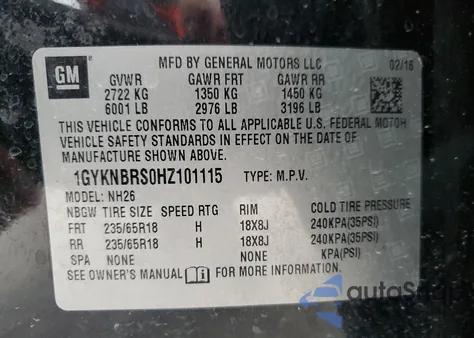 GM
MFD BY GENERAL MOTORS LLC 02/16
GVWR GAWR FRT GAWR RR
2722 KG 1350 KG 1450 KG
6001 LB 2976 LB 3196 LB
THIS VEHICLE CONFORMS TO ALL APPLICABLE U.S. FEDERAL MOTOR
VEHICLE SAFETY STANDARDS IN EFFECT ON THE DATE OF
MANUFACTURE SHOWN ABOVE.
1GYKNBRS0HZ101115 TYPE: M.P.V.
MODEL: NH26
NBGW TIRE SIZE SPEED RTG RIM COLD TIRE PRESSURE
FRT 235/65R18 H 18X8J 240KPA(35PSI)
RR 235/65R18 H 18X8J 240KPA(35PSI)
SPA NONE NONE KPA(PSI)
SEE OWNER'S MANUAL FOR MORE INFORMATION.